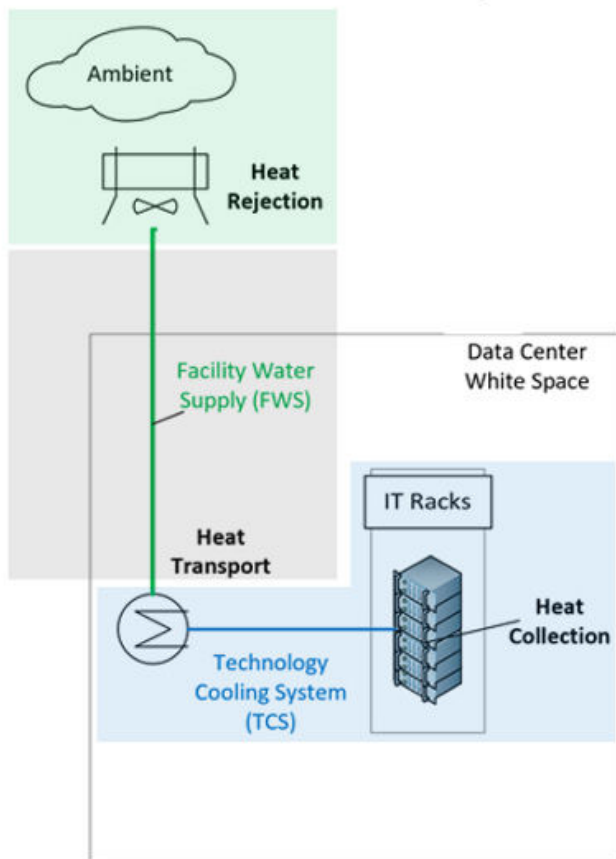 Ambient
Heat
Rejection
Data Center
White Space
Facility Water
Supply (FWS)
IT Racks
Heat
Transport
Heat
Collection
Technology
Cooling System
(TCS)